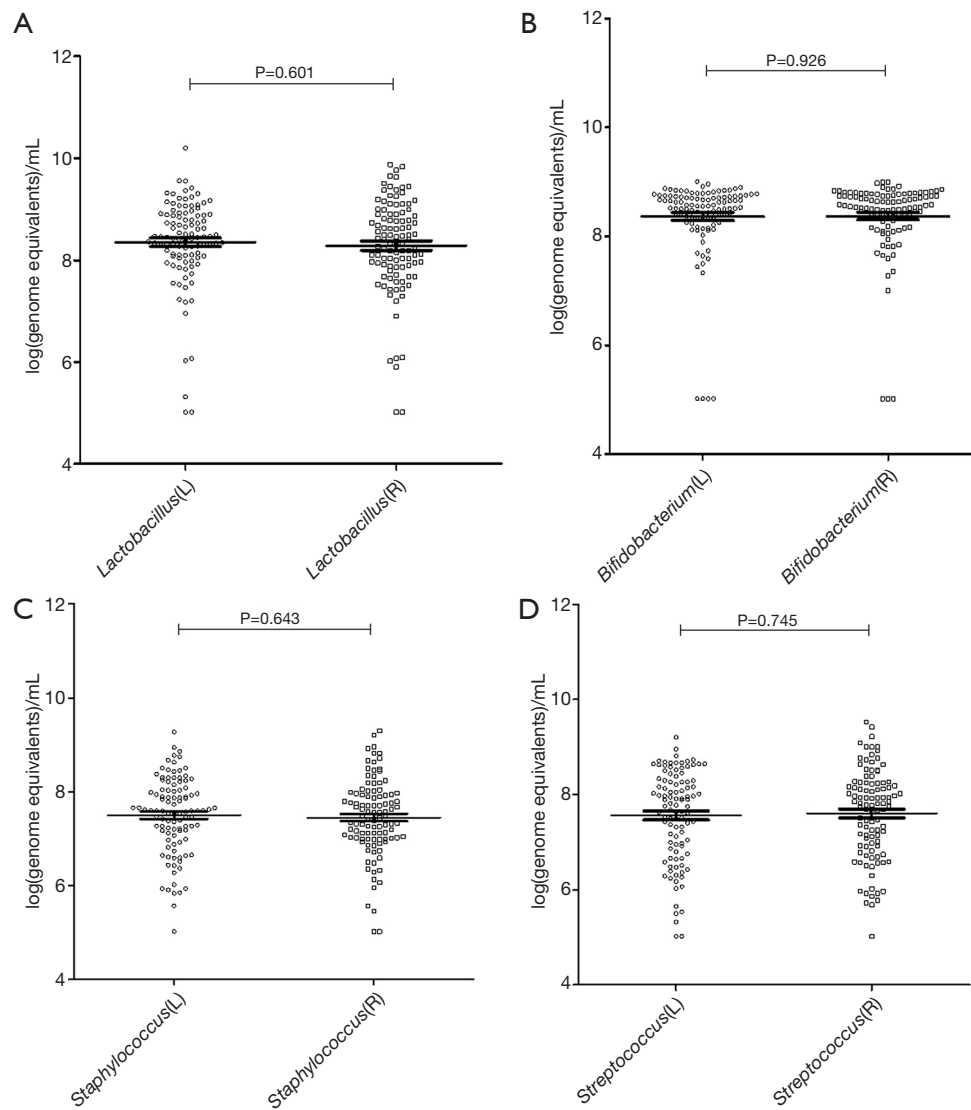 A
12
10
8
6
4
log(genome equivalents)/mL
P=0.601
Lactobacillus(L)
Lactobacillus(R)
B
12
10
8
6
4
log(genome equivalents)/mL
P=0.926
Bifidobacterium(L)
Bifidobacterium(R)
C
12
10
8
6
4
log(genome equivalents)/mL
P=0.643
Staphylococcus(L)
Staphylococcus(R)
D
12
10
8
6
4
log(genome equivalents)/mL
P=0.745
Streptococcus(L)
Streptococcus(R)